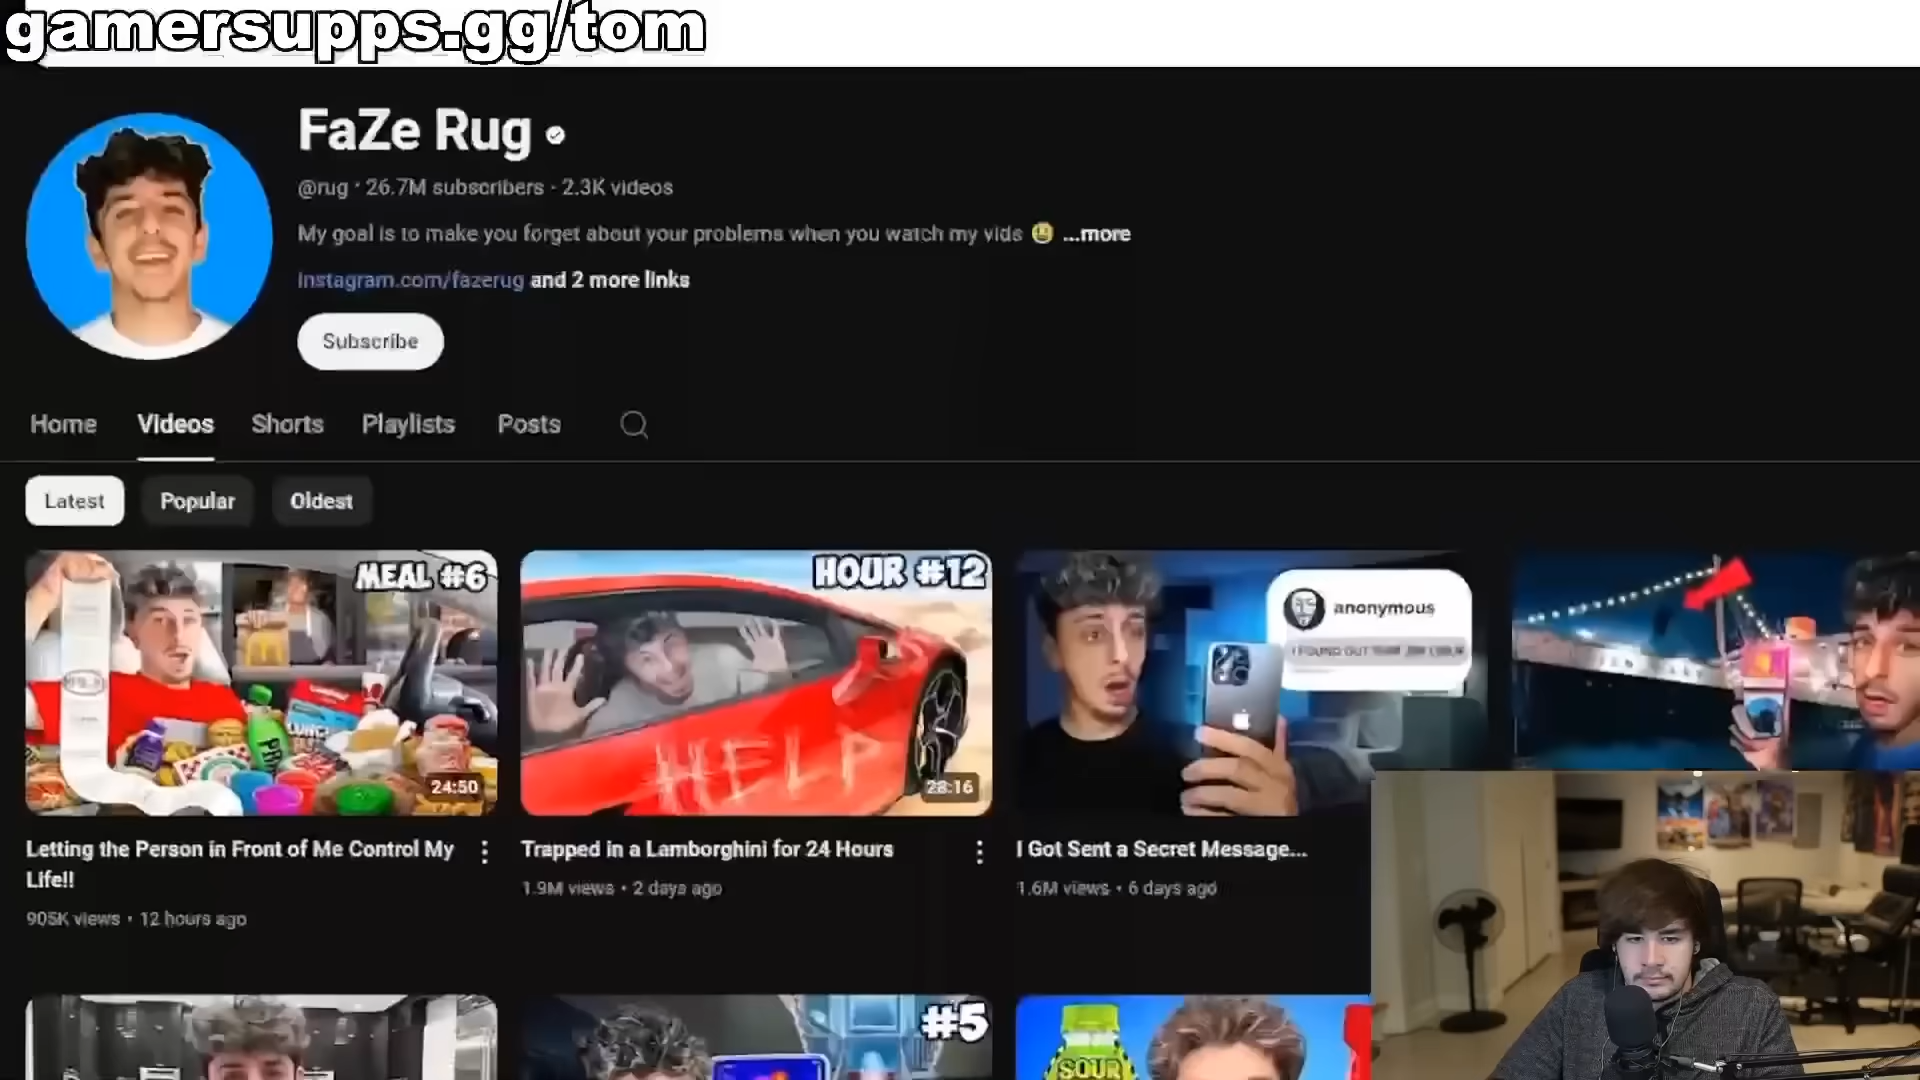 gamersupps.gg/tom
FaZe Rug
@rug · 26.7M subscribers · 2.3K videos
My goal is to make you forget about your problems when you watch my vids ...more
instagram.com/fazerug and 2 more links
Subscribe
Home Videos Shorts Playlists Posts
Latest Popular Oldest
MEAL #6
24:50
HOUR #12
HELP
28:16
anonymous
I FOUND OUT
Letting the Person in Front of Me Control My
Life!!
905K views · 12 hours ago
Trapped in a Lamborghini for 24 Hours
1.9M views · 2 days ago
I Got Sent a Secret Message...
1.6M views · 6 days ago
#5
SOUR